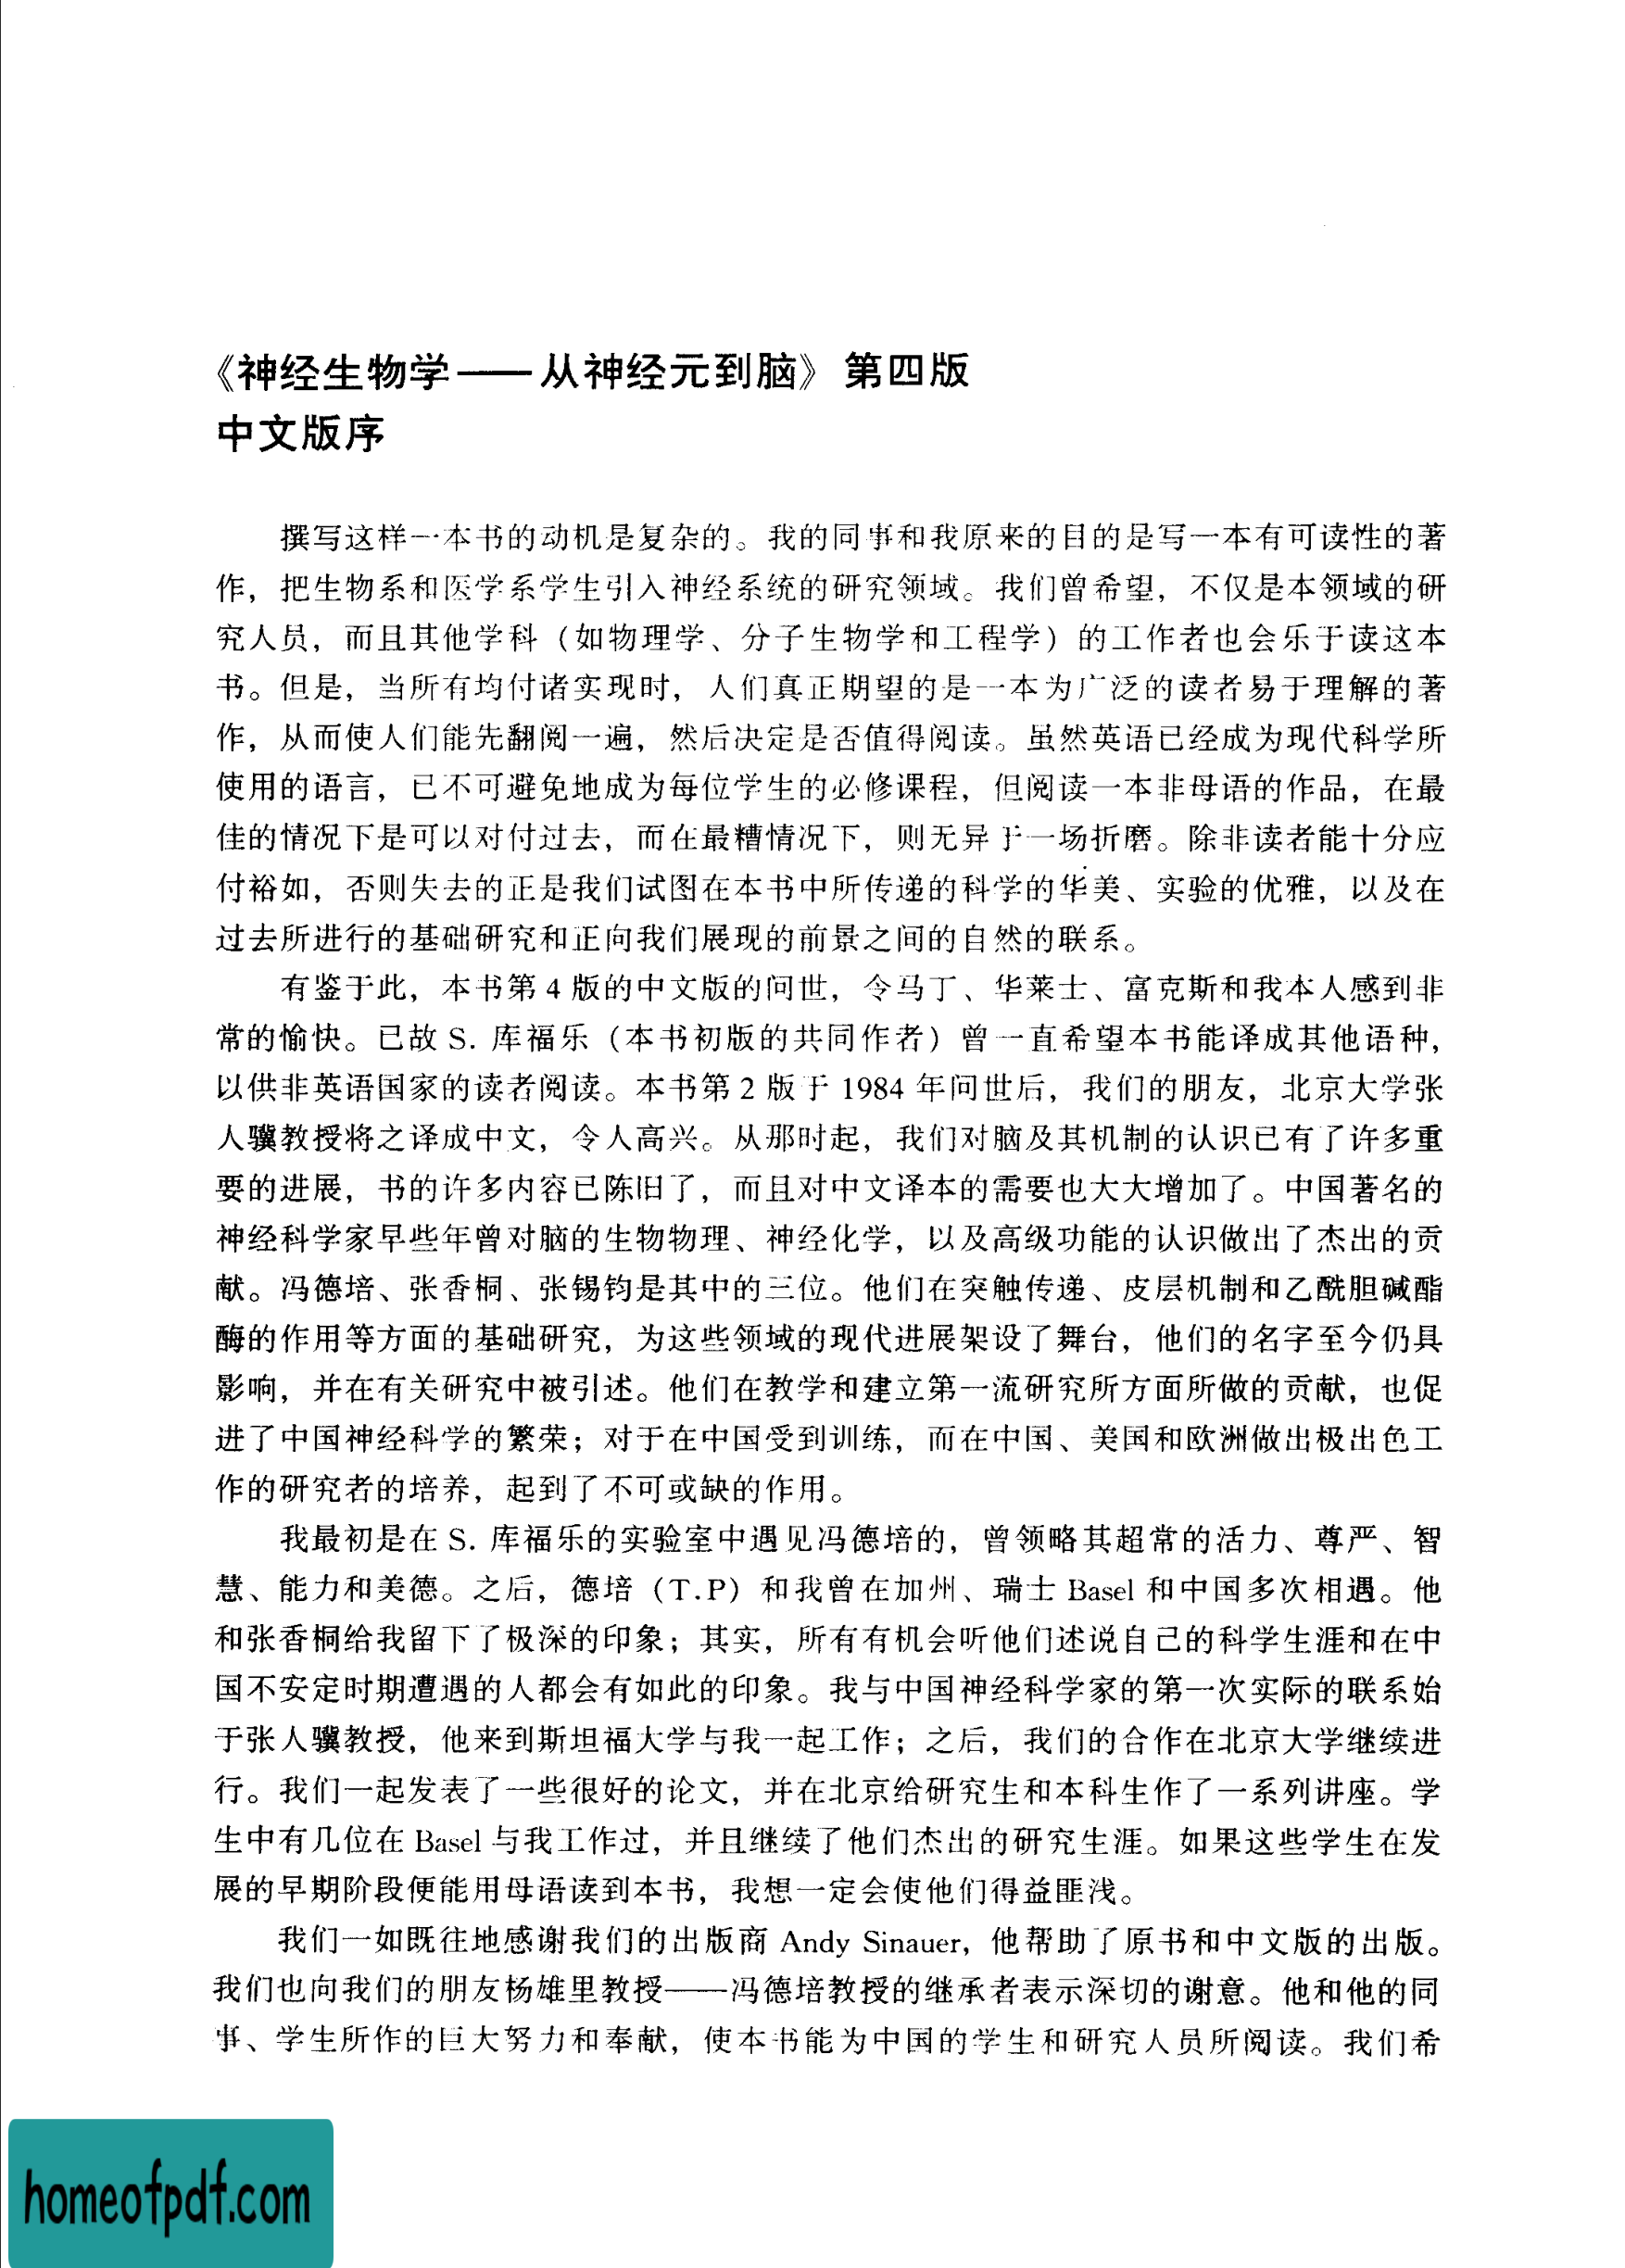 《神经生物学——从神经元到脑》第四版
中文版序
撰写这样一本书的动机是复杂的。我的同事和我原来的目的是写一本有可读性的著
作，把生物系和医学系学生引入神经系统的研究领域。我们曾希望，不仅是本领域的研
究人员，而且其他学科（如物理学、分子生物学和工程学）的工作者也会乐于读这本
书。但是，当所有均付诸实现时，人们真正期望的是一本为广泛的读者易于理解的著
作，从而使人们能先翻阅一遍，然后决定是否值得阅读。虽然英语已经成为现代科学所
使用的语言，已不可避免地成为每位学生的必修课程，但阅读一本非母语的作品，在最
佳的情况下是可以对付过去，而在最糟情况下，则无异于一场折磨。除非读者能十分应
付裕如，否则失去的正是我们试图在本书中所传递的科学的华美、实验的优雅，以及在
过去所进行的基础研究和正向我们展现的前景之间的自然的联系。
有鉴于此，本书第 4 版的中文版的问世，令马丁、华莱士、富克斯和我本人感到非
常的愉快。已故 S. 库福乐（本书初版的共同作者）曾一直希望本书能译成其他语种，
以供非英语国家的读者阅读。本书第 2 版于 1984 年问世后，我们的朋友，北京大学张
人骥教授将之译成中文，令人高兴。从那时起，我们对脑及其机制的认识已有了许多重
要的进展，书的许多内容已陈旧了，而且对中文译本的需要也大大增加了。中国著名的
神经科学家早些年曾对脑的生物物理、神经化学，以及高级功能的认识做出了杰出的贡
献。冯德培、张香桐、张锡钧是其中的三位。他们在突触传递、皮层机制和乙酰胆碱酯
酶的作用等方面的基础研究，为这些领域的现代进展架设了舞台，他们的名字至今仍具
影响，并在有关研究中被引述。他们在教学和建立第一流研究所方面所做的贡献，也促
进了中国神经科学的繁荣；对于在中国受到训练，而在中国、美国和欧洲做出极出色工
作的研究者的培养，起到了不可或缺的作用。
我最初是在 S. 库福乐的实验室中遇见冯德培的，曾领略其超常的活力、尊严、智
慧、能力和美德。之后，德培（T.P）和我曾在加州、瑞士 Basel 和中国多次相遇。他
和张香桐给我留下了极深的印象；其实，所有有机会听他们述说自己的科学生涯和在中
国不安定时期遭遇的人都会有如此的印象。我与中国神经科学家的第一次实际的联系始
于张人骥教授，他来到斯坦福大学与我一起工作；之后，我们的合作在北京大学继续进
行。我们一起发表了一些很好的论文，并在北京给研究生和本科生作了一系列讲座。学
生中有几位在 Basel 与我工作过，并且继续了他们杰出的研究生涯。如果这些学生在发
展的早期阶段便能用母语读到本书，我想一定会使他们得益匪浅。
我们一如既往地感谢我们的出版商 Andy Sinauer，他帮助了原书和中文版的出版。
我们也向我们的朋友杨雄里教授——冯德培教授的继承者表示深切的谢意。他和他的同
事、学生所作的巨大努力和奉献，使本书能为中国的学生和研究人员所阅读。我们希
homeofpdf.com